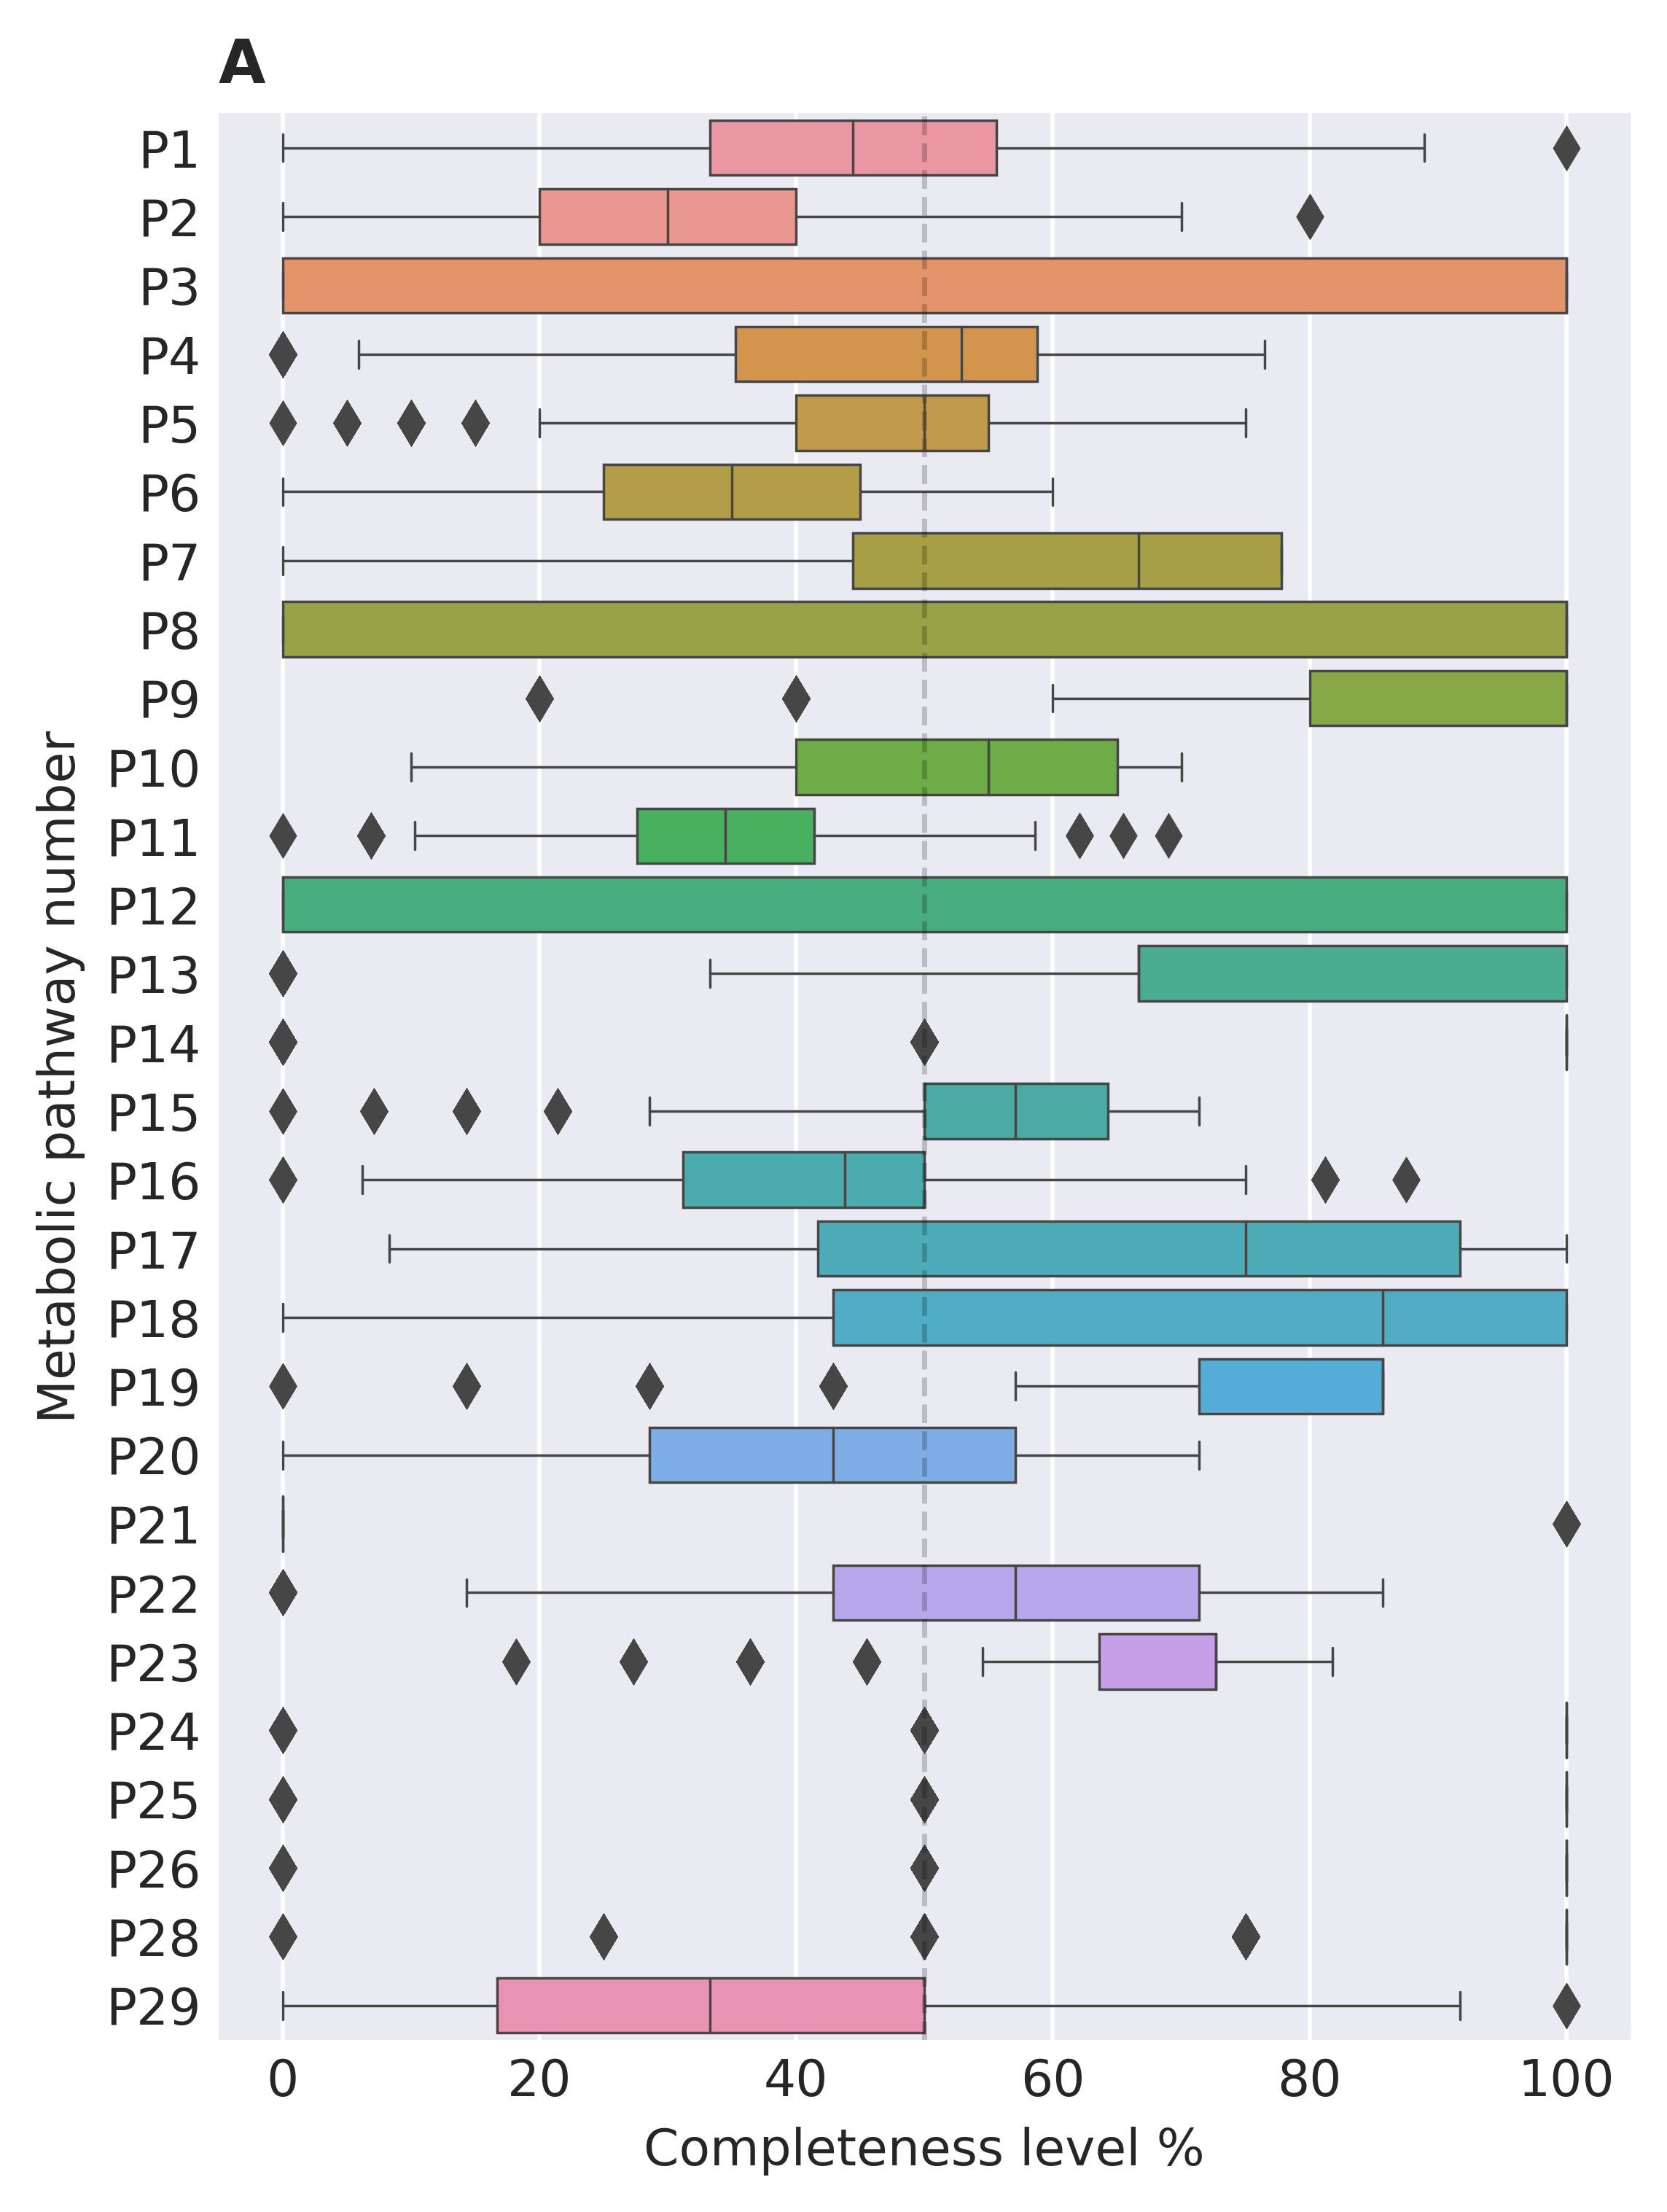 A
P1
P2
P3
P4
P5
P6
P7
P8
P9
P10
P11
P12
P13
P14
P15
P16
P17
P18
P19
P20
P21
P22
P23
P24
P25
P26
P28
P29
Metabolic pathway number
0 20 40 60 80 100
Completeness level %